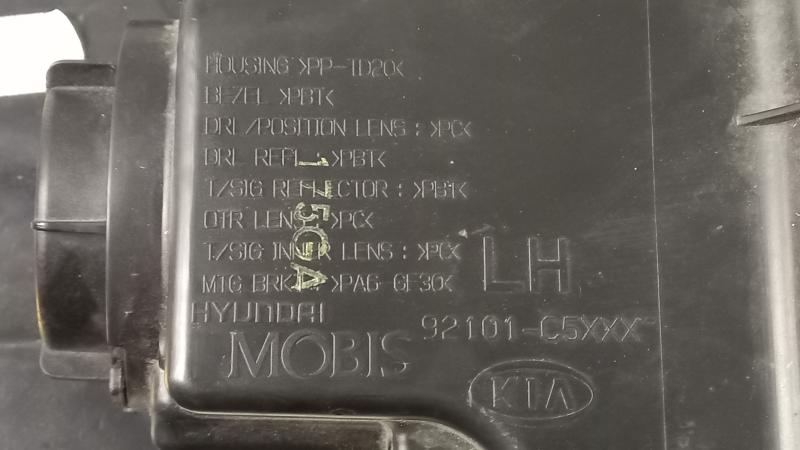 HOUSING >PP-TD20<
BEZEL >PBT<
DRL/POSITION LENS : >PC<
DRL REFL : >PBT<
T/SIG REFLECTOR : >PBT<
OTR LENS >PC<
T/SIG INNER LENS : >PC<
MTG BRK >PA6-GF30<
LH
HYUNDAI
MOBIS
92101-C5XXX
KIA